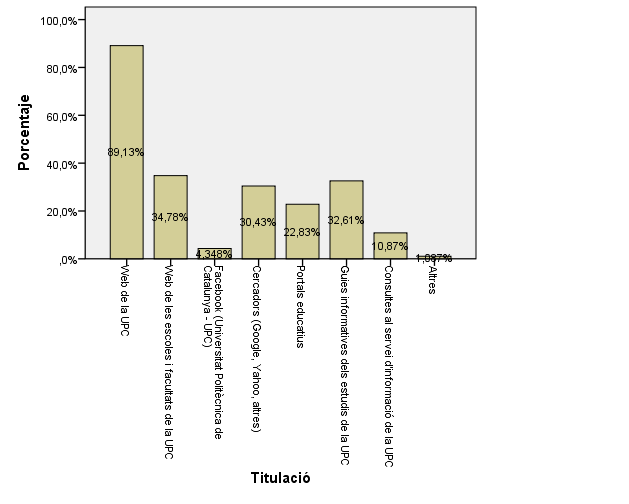 100,0%
80,0%
60,0%
40,0%
20,0%
,0%
Porcentaje
89,13%
34,78%
4,348%
30,43%
22,83%
32,61%
10,87%
1,087%
Web de la UPC
Web de les escoles i facultats de la UPC
Facebook (Universitat Politècnica de
Catalunya - UPC)
Cercadors (Google, Yahoo, altres)
Portals educatius
Guies informatives dels estudis de la UPC
Consultes al servei d'informació de la UPC
Altres
Titulació